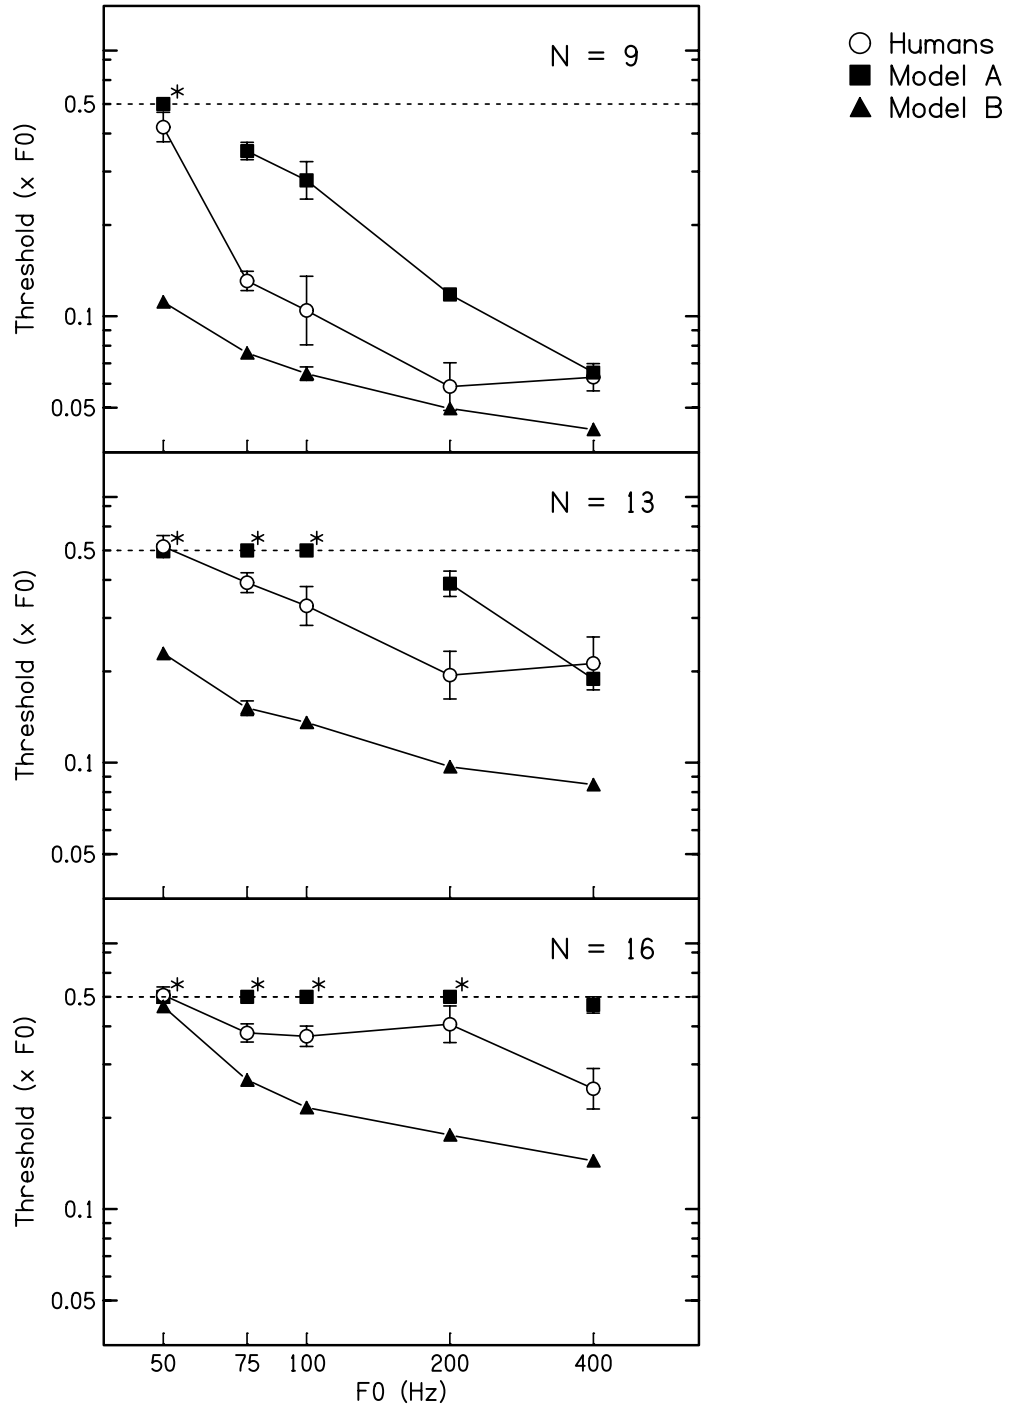 Humans
Model A
Model B
N = 9
*
0.5
0.1
0.05
Threshold (x F0)
N = 13
* * *
0.5
0.1
0.05
Threshold (x F0)
N = 16
* * * *
0.5
0.1
0.05
Threshold (x F0)
50 75 100 200 400
F0 (Hz)